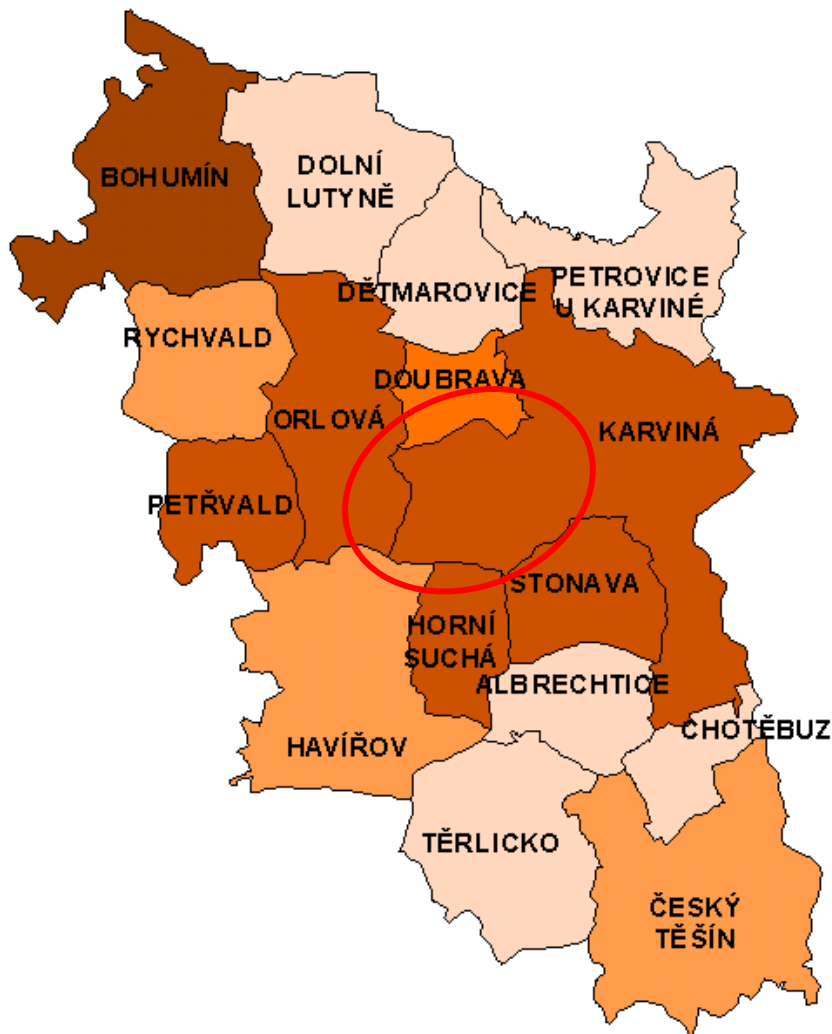 BOHUMÍN
DOLNÍ
LUTYNĚ
DĚTMAROVICE
PETROVICE
U KARVINÉ
RYCHVALD
DOUBRAVA
ORLOVÁ
KARVINÁ
PETŘVALD
STONAVA
HORNÍ
SUCHÁ
ALBRECHTICE
CHOTĚBUZ
HAVÍŘOV
TĚRLICKO
ČESKÝ
TĚŠÍN